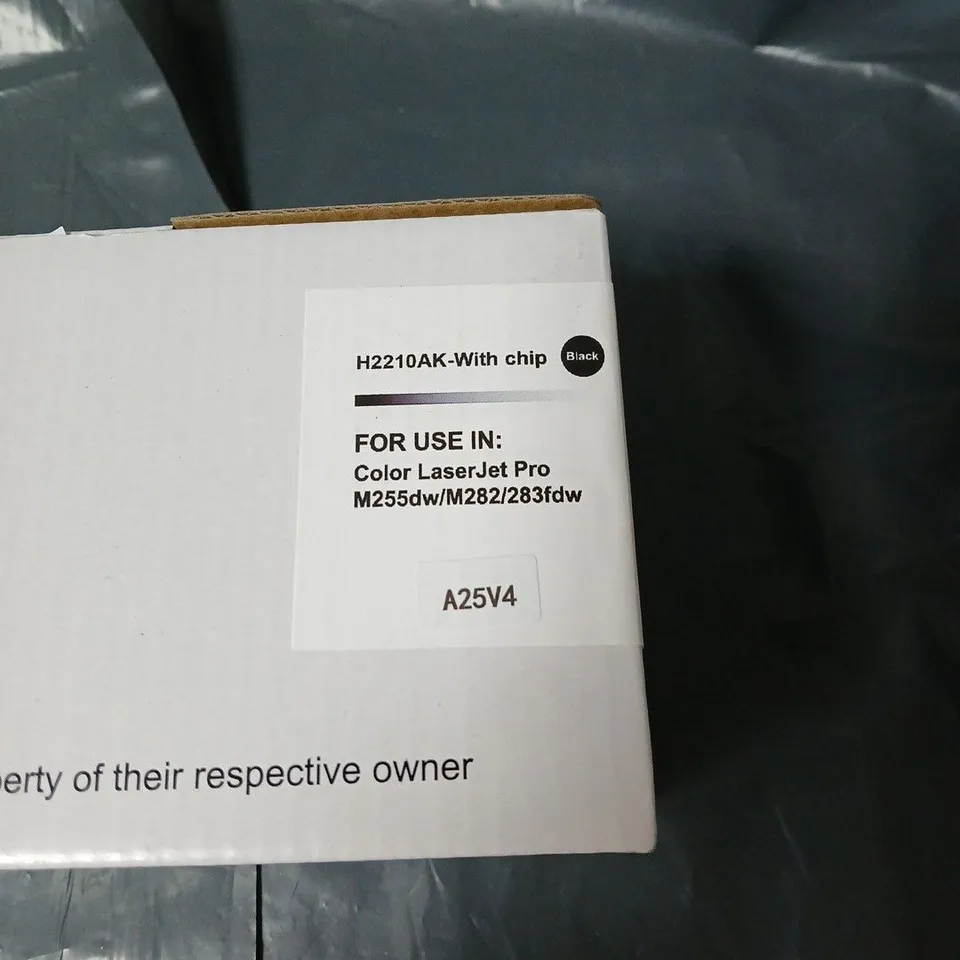 H2210AK-With chip Black
FOR USE IN:
Color LaserJet Pro
M255dw/M282/283fdw
A25V4
perty of their respective owner